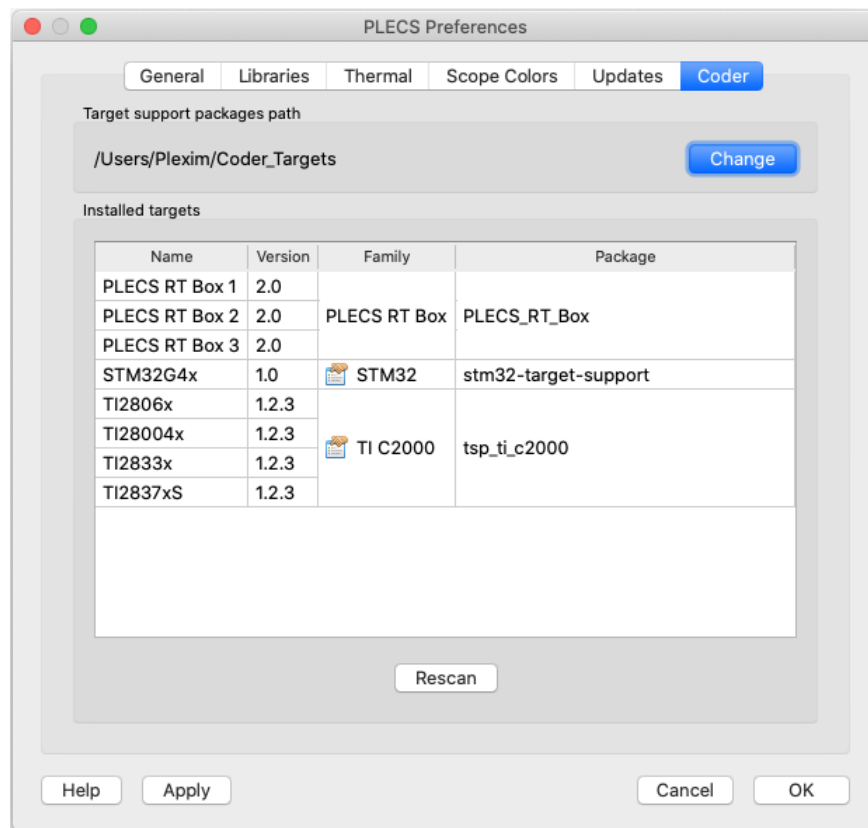 PLECS Preferences
General Libraries Thermal Scope Colors Updates Coder
Target support packages path
/Users/Plexim/Coder_Targets Change
Installed targets
Name Version Family Package
PLECS RT Box 1 2.0
PLECS RT Box 2 2.0 PLECS RT Box PLECS_RT_Box
PLECS RT Box 3 2.0
STM32G4x 1.0 STM32 stm32-target-support
TI2806x 1.2.3
TI28004x 1.2.3
TI C2000 tsp_ti_c2000
TI2833x 1.2.3
TI2837xS 1.2.3
Rescan
Help Apply Cancel OK